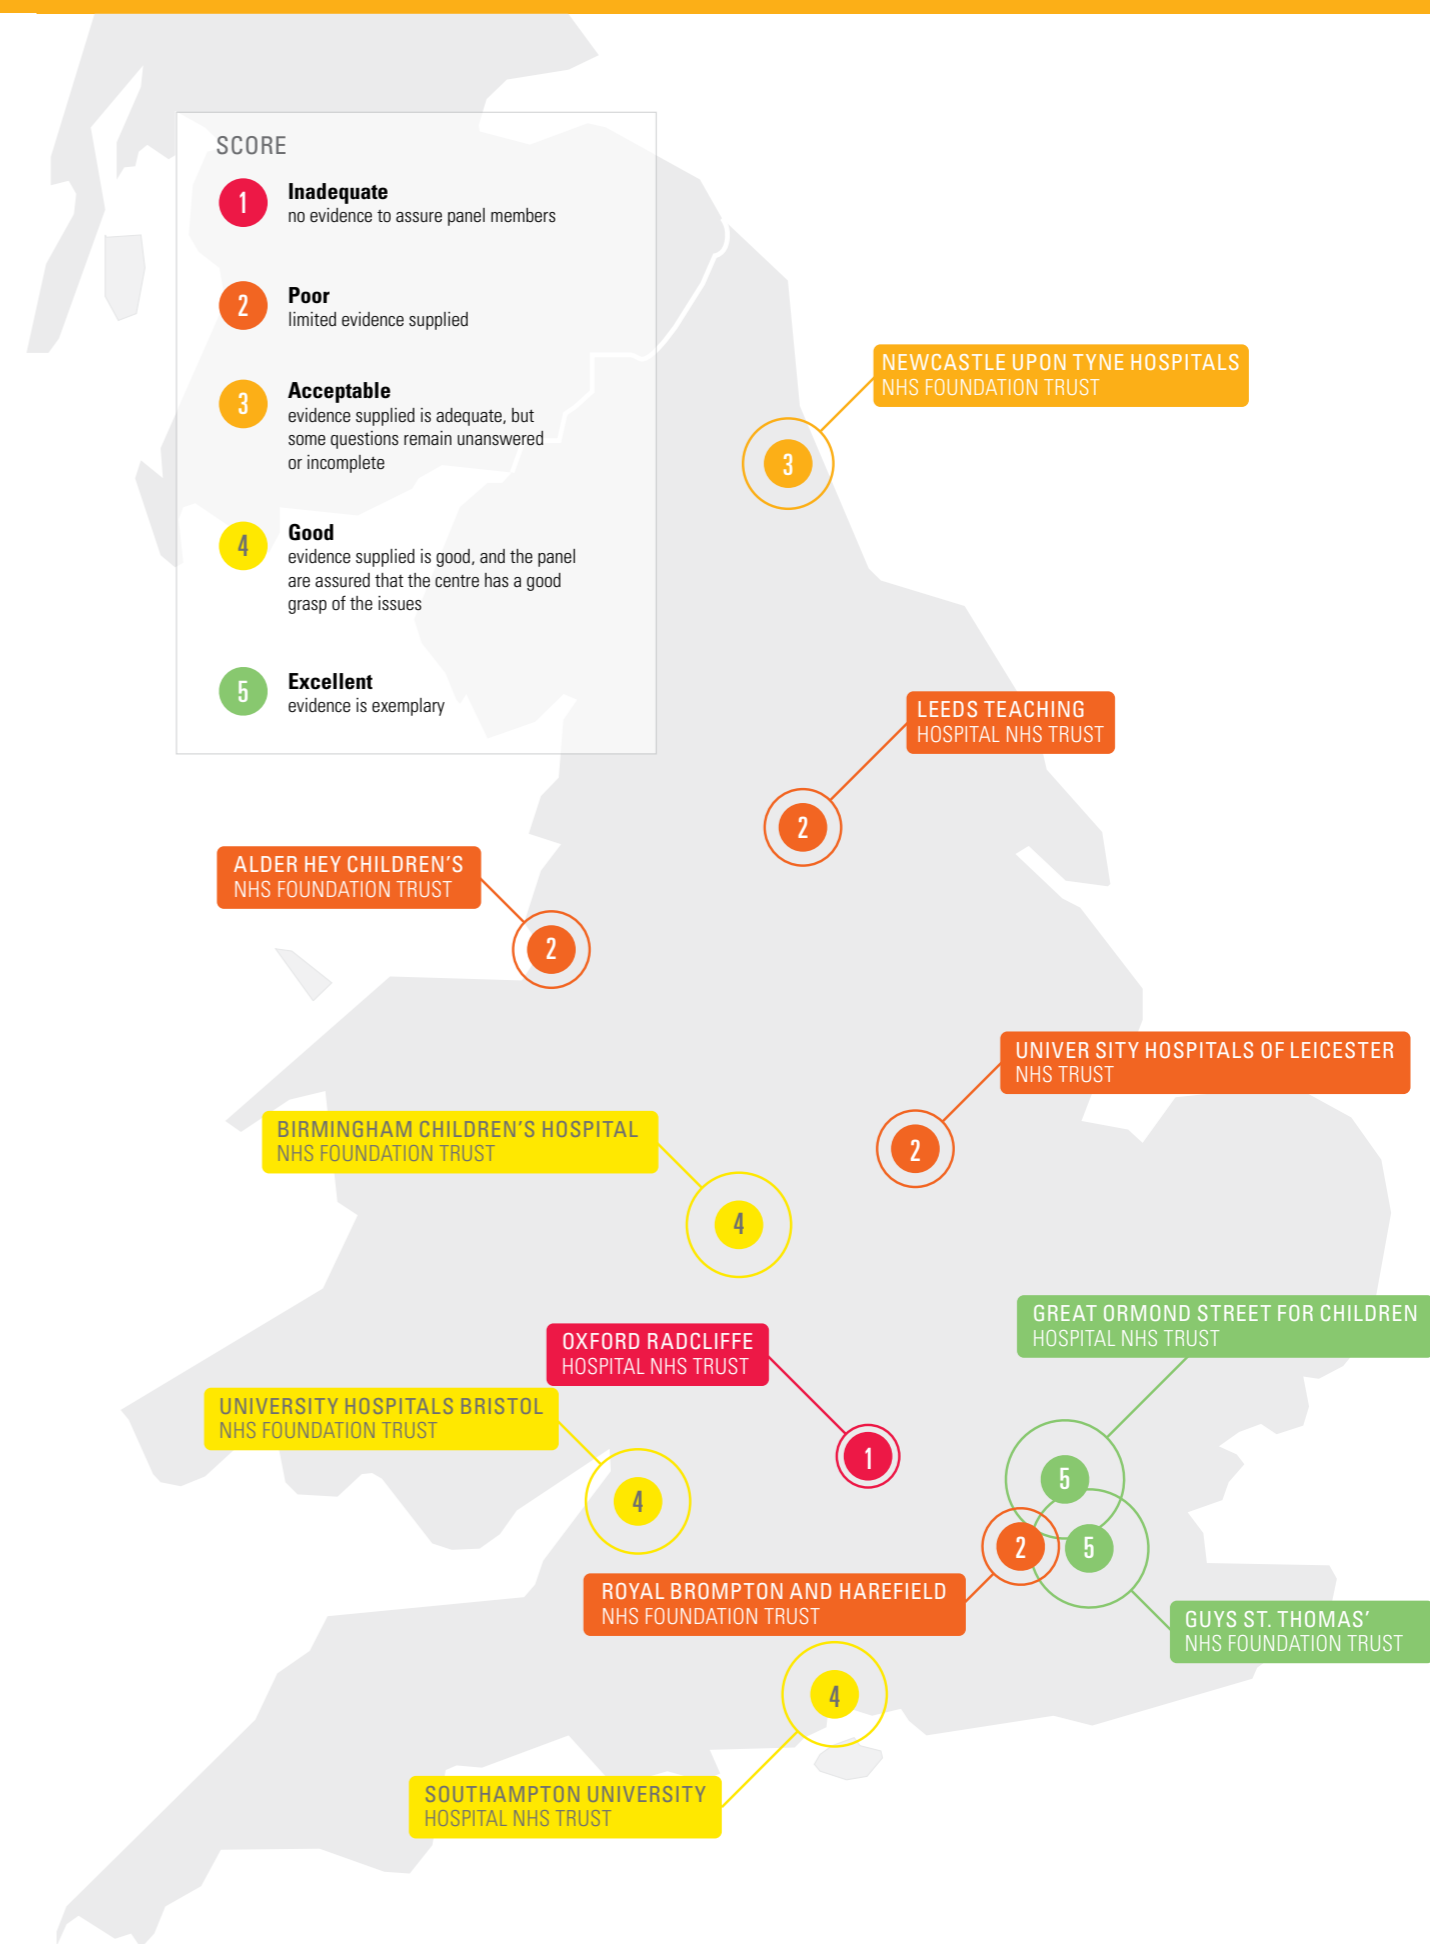 SCORE
1
Inadequate
no evidence to assure panel members
2
Poor
limited evidence supplied
3
Acceptable
evidence supplied is adequate, but
some questions remain unanswered
or incomplete
4
Good
evidence supplied is good, and the panel
are assured that the centre has a good
grasp of the issues
5
Excellent
evidence is exemplary
NEWCASTLE UPON TYNE HOSPITALS
NHS FOUNDATION TRUST
3
LEEDS TEACHING
HOSPITAL NHS TRUST
2
ALDER HEY CHILDREN'S
NHS FOUNDATION TRUST
2
UNIVER SITY HOSPITALS OF LEICESTER
NHS TRUST
2
BIRMINGHAM CHILDREN'S HOSPITAL
NHS FOUNDATION TRUST
4
GREAT ORMOND STREET FOR CHILDREN
HOSPITAL NHS TRUST
5
OXFORD RADCLIFFE
HOSPITAL NHS TRUST
1
UNIVERSITY HOSPITALS BRISTOL
NHS FOUNDATION TRUST
4
2
5
ROYAL BROMPTON AND HAREFIELD
NHS FOUNDATION TRUST
GUYS ST. THOMAS'
NHS FOUNDATION TRUST
4
SOUTHAMPTON UNIVERSITY
HOSPITAL NHS TRUST